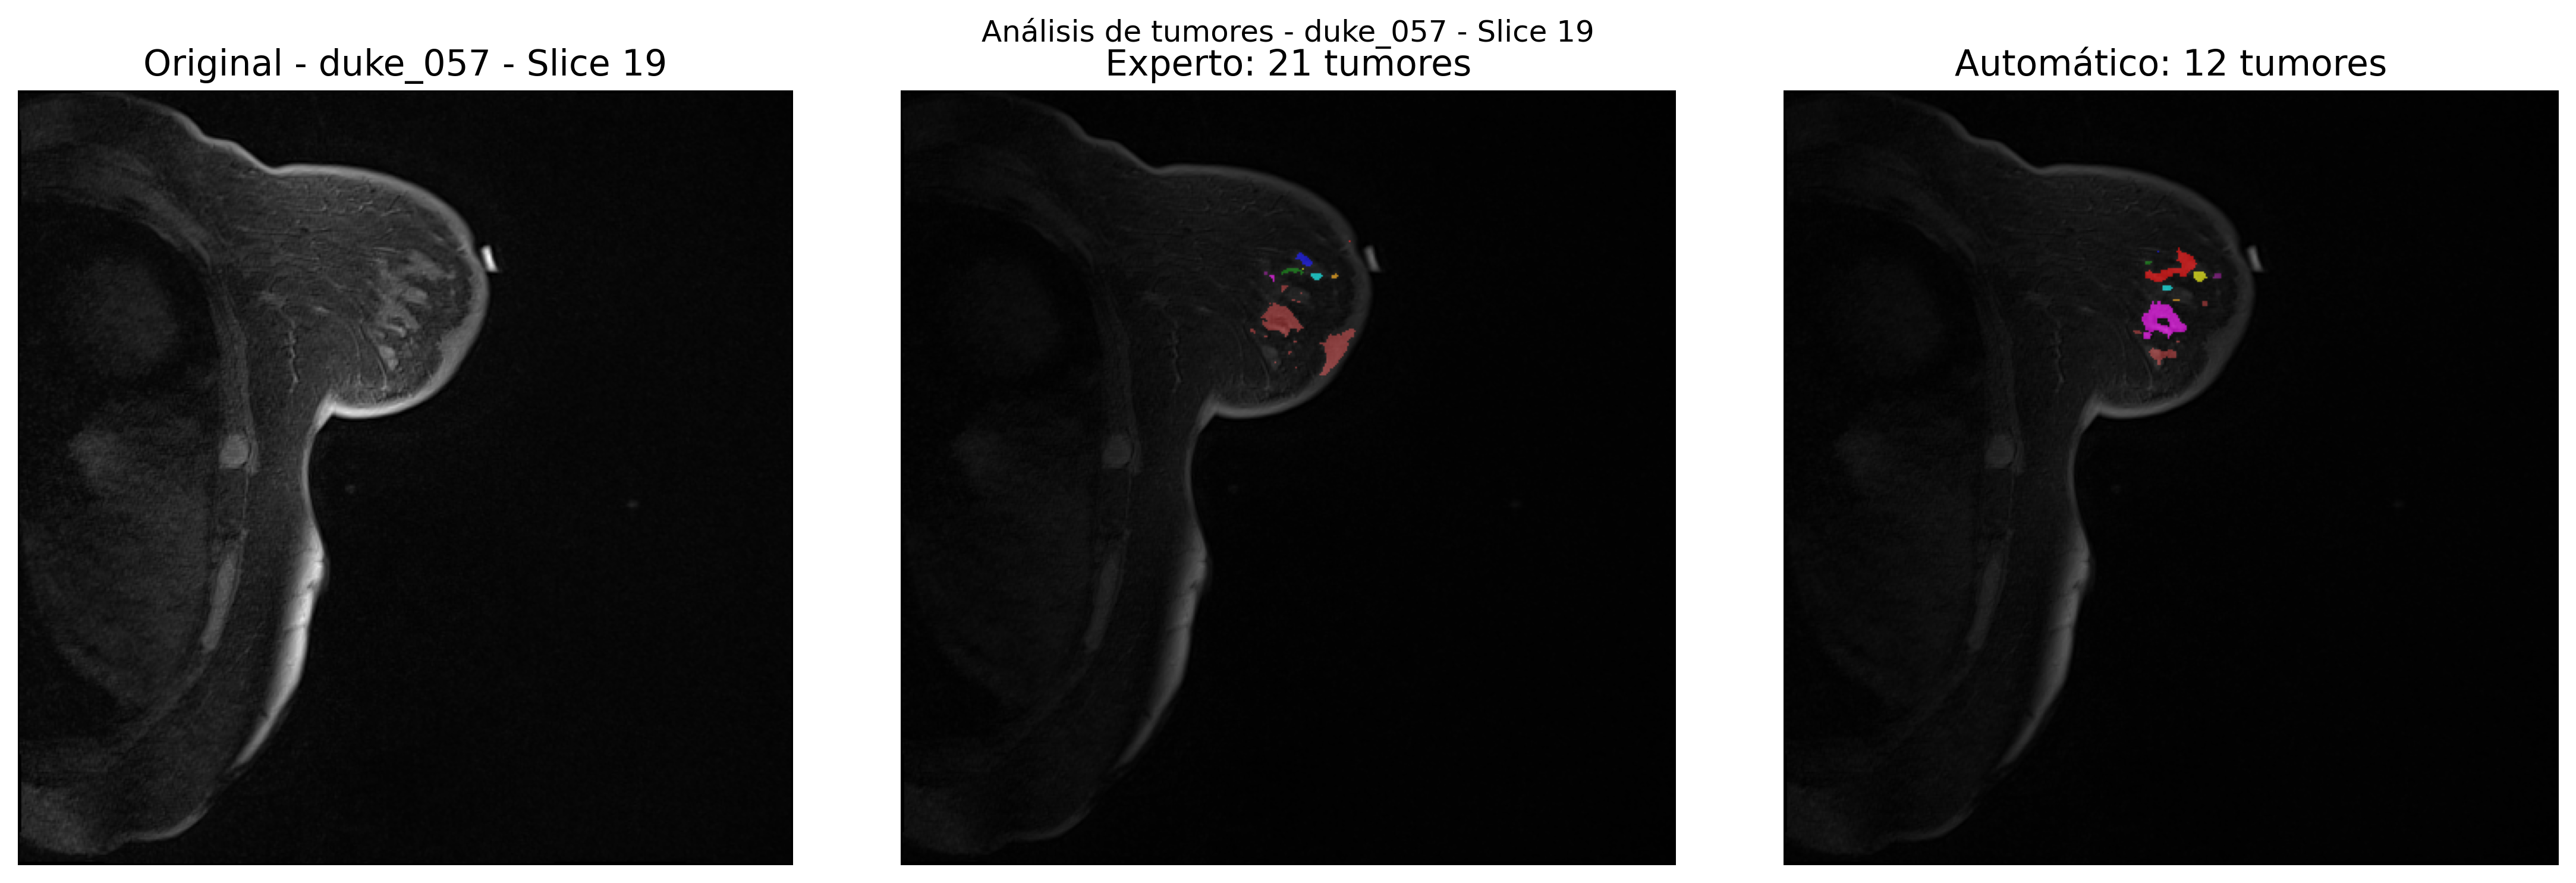 Análisis de tumores - duke_057 - Slice 19
Original - duke_057 - Slice 19
Experto: 21 tumores
Automático: 12 tumores